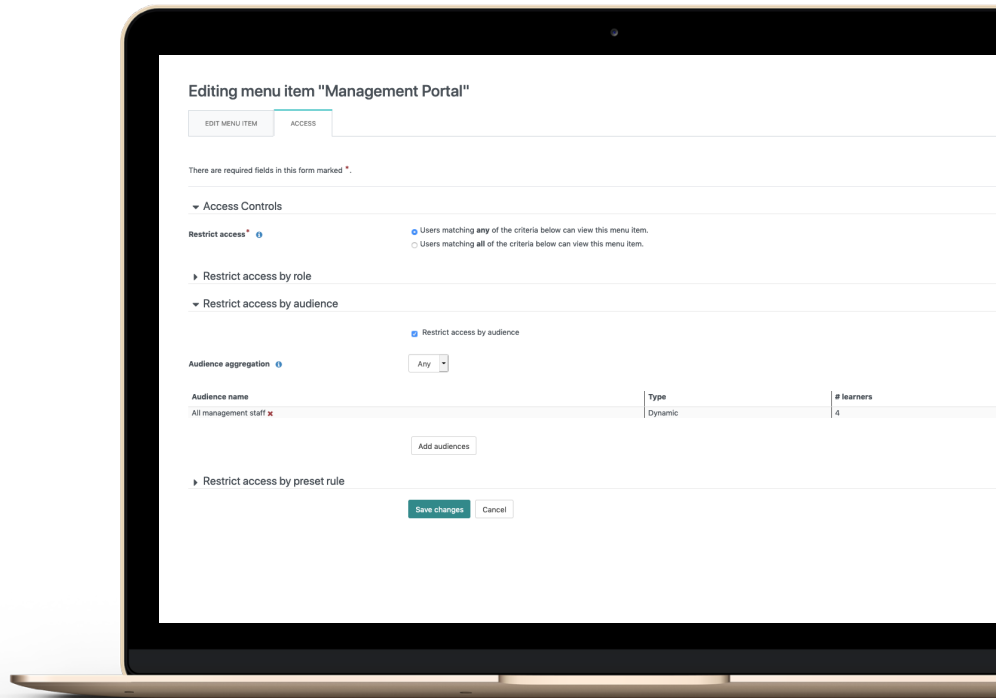 Editing menu item "Management Portal"
EDIT MENU ITEM ACCESS
There are required fields in this form marked *.
Access Controls
Restrict access* Users matching any of the criteria below can view this menu item.
Users matching all of the criteria below can view this menu item.
Restrict access by role
Restrict access by audience
Restrict access by audience
Audience aggregation Any
Audience name Type # learners
All management staff Dynamic 4
Add audiences
Restrict access by preset rule
Save changes Cancel